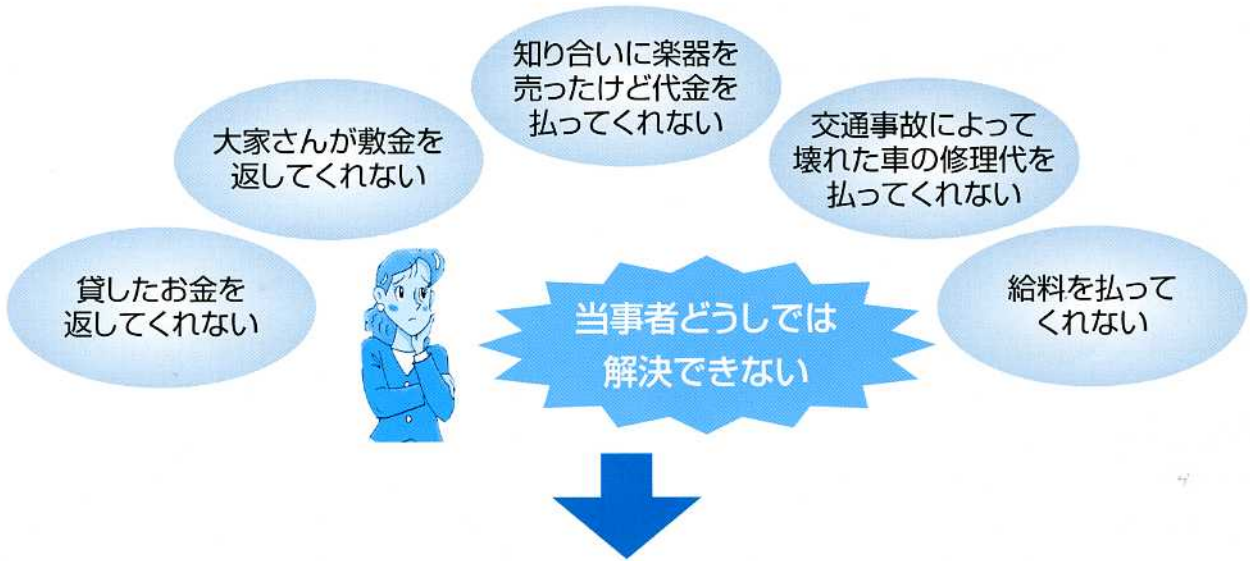 知り合いに楽器を
売ったけど代金を
払ってくれない
大家さんが敷金を
返してくれない
交通事故によって
壊れた車の修理代を
払ってくれない
貸したお金を
返してくれない
給料を払って
くれない
当事者どうしでは
解決できない